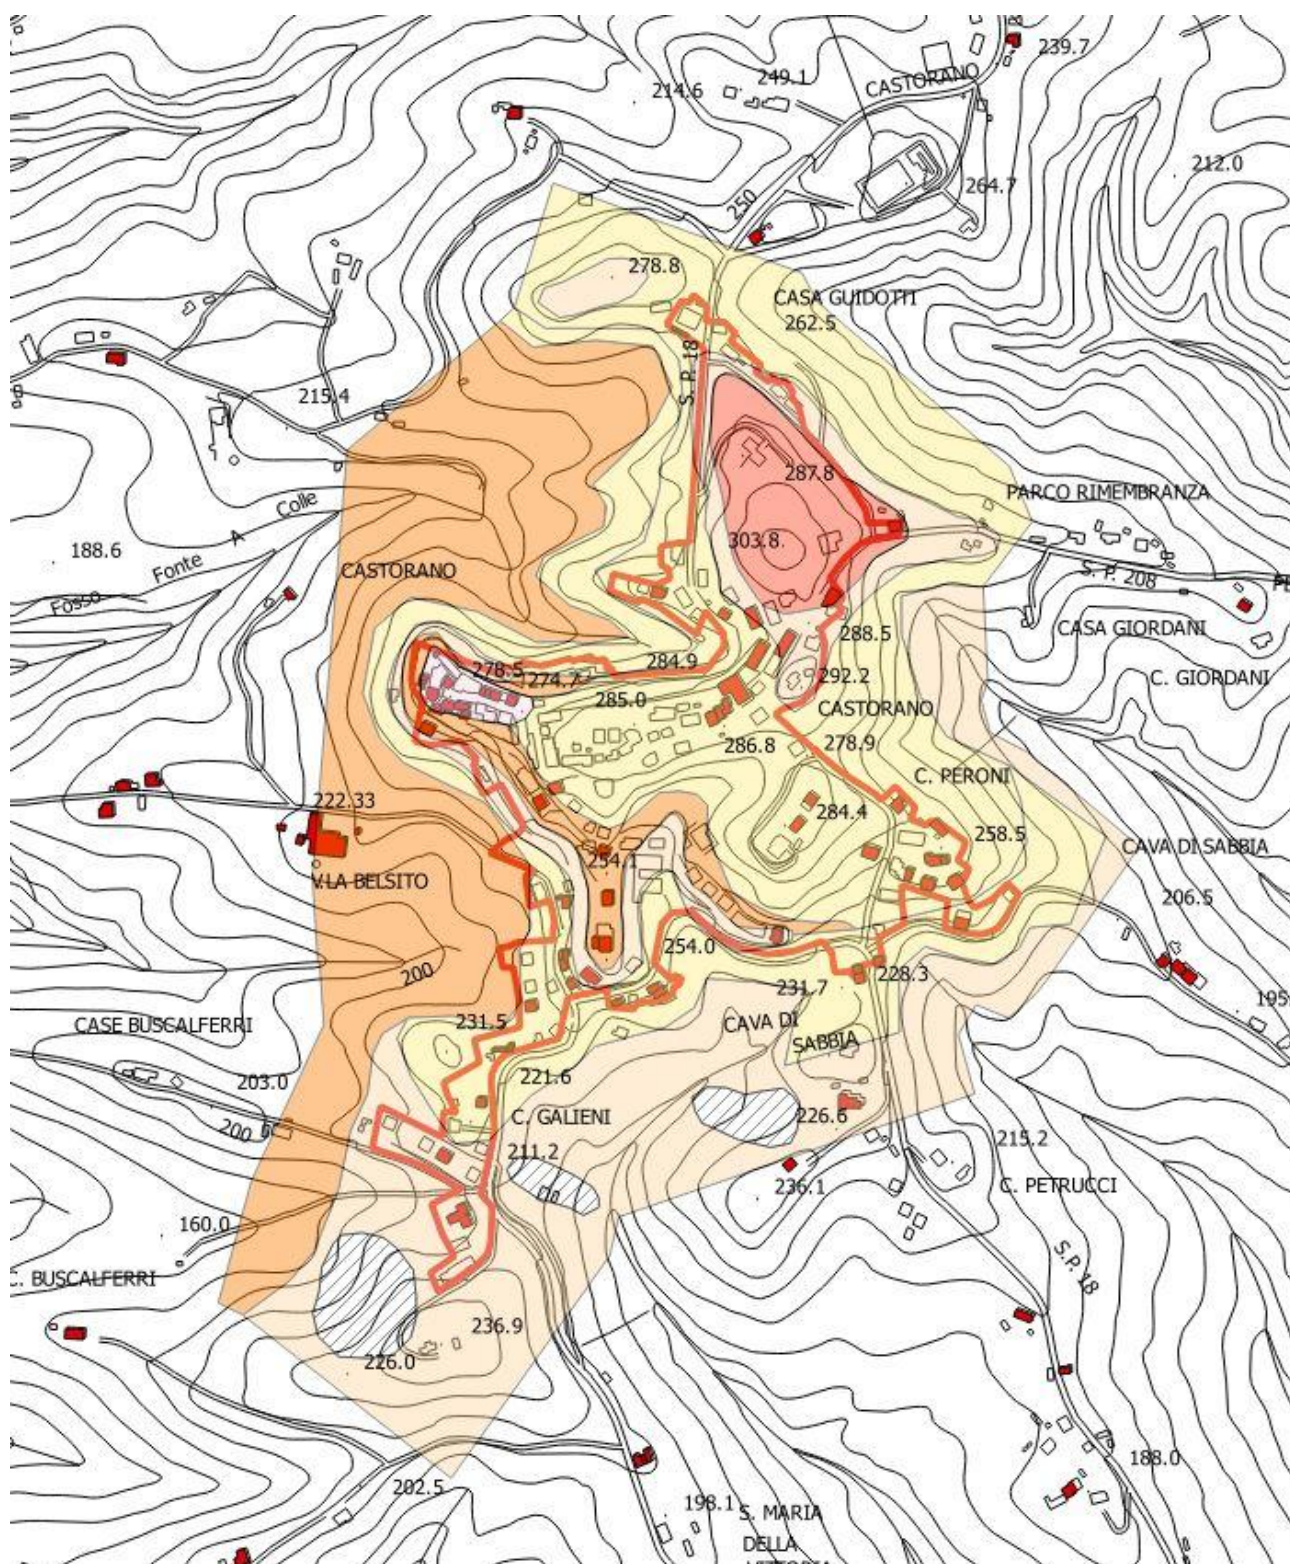 239.7
CASTORANO
249.1
214.6
212.0
264.7
250
278.8
CASA GUIDOTTI
262.5
S. P. 18
215.4
287.8
PARCO RIMEMBRANZA
Colle
A
Fonte
Fosso
188.6
303.8
CASTORANO
S. P. 208
CASA GIORDANI
288.5
284.9
278.5
274.7
292.2
C. GIORDANI
285.0
CASTORANO
286.8
278.9
C. PERONI
222.33
284.4
258.5
254.1
CAVA DI SABBIA
V.LA BELSITO
206.5
254.0
200
228.3
231.7
195
231.5
CAVA DI
SABBIA
CASE BUSCALFERRI
203.0
221.6
226.6
C. GALIENI
200
215.2
211.2
236.1
C. PETRUCCI
160.0
S.P. 18
C. BUSCALFERRI
236.9
226.0
188.0
202.5
198.1
S. MARIA
DELLA